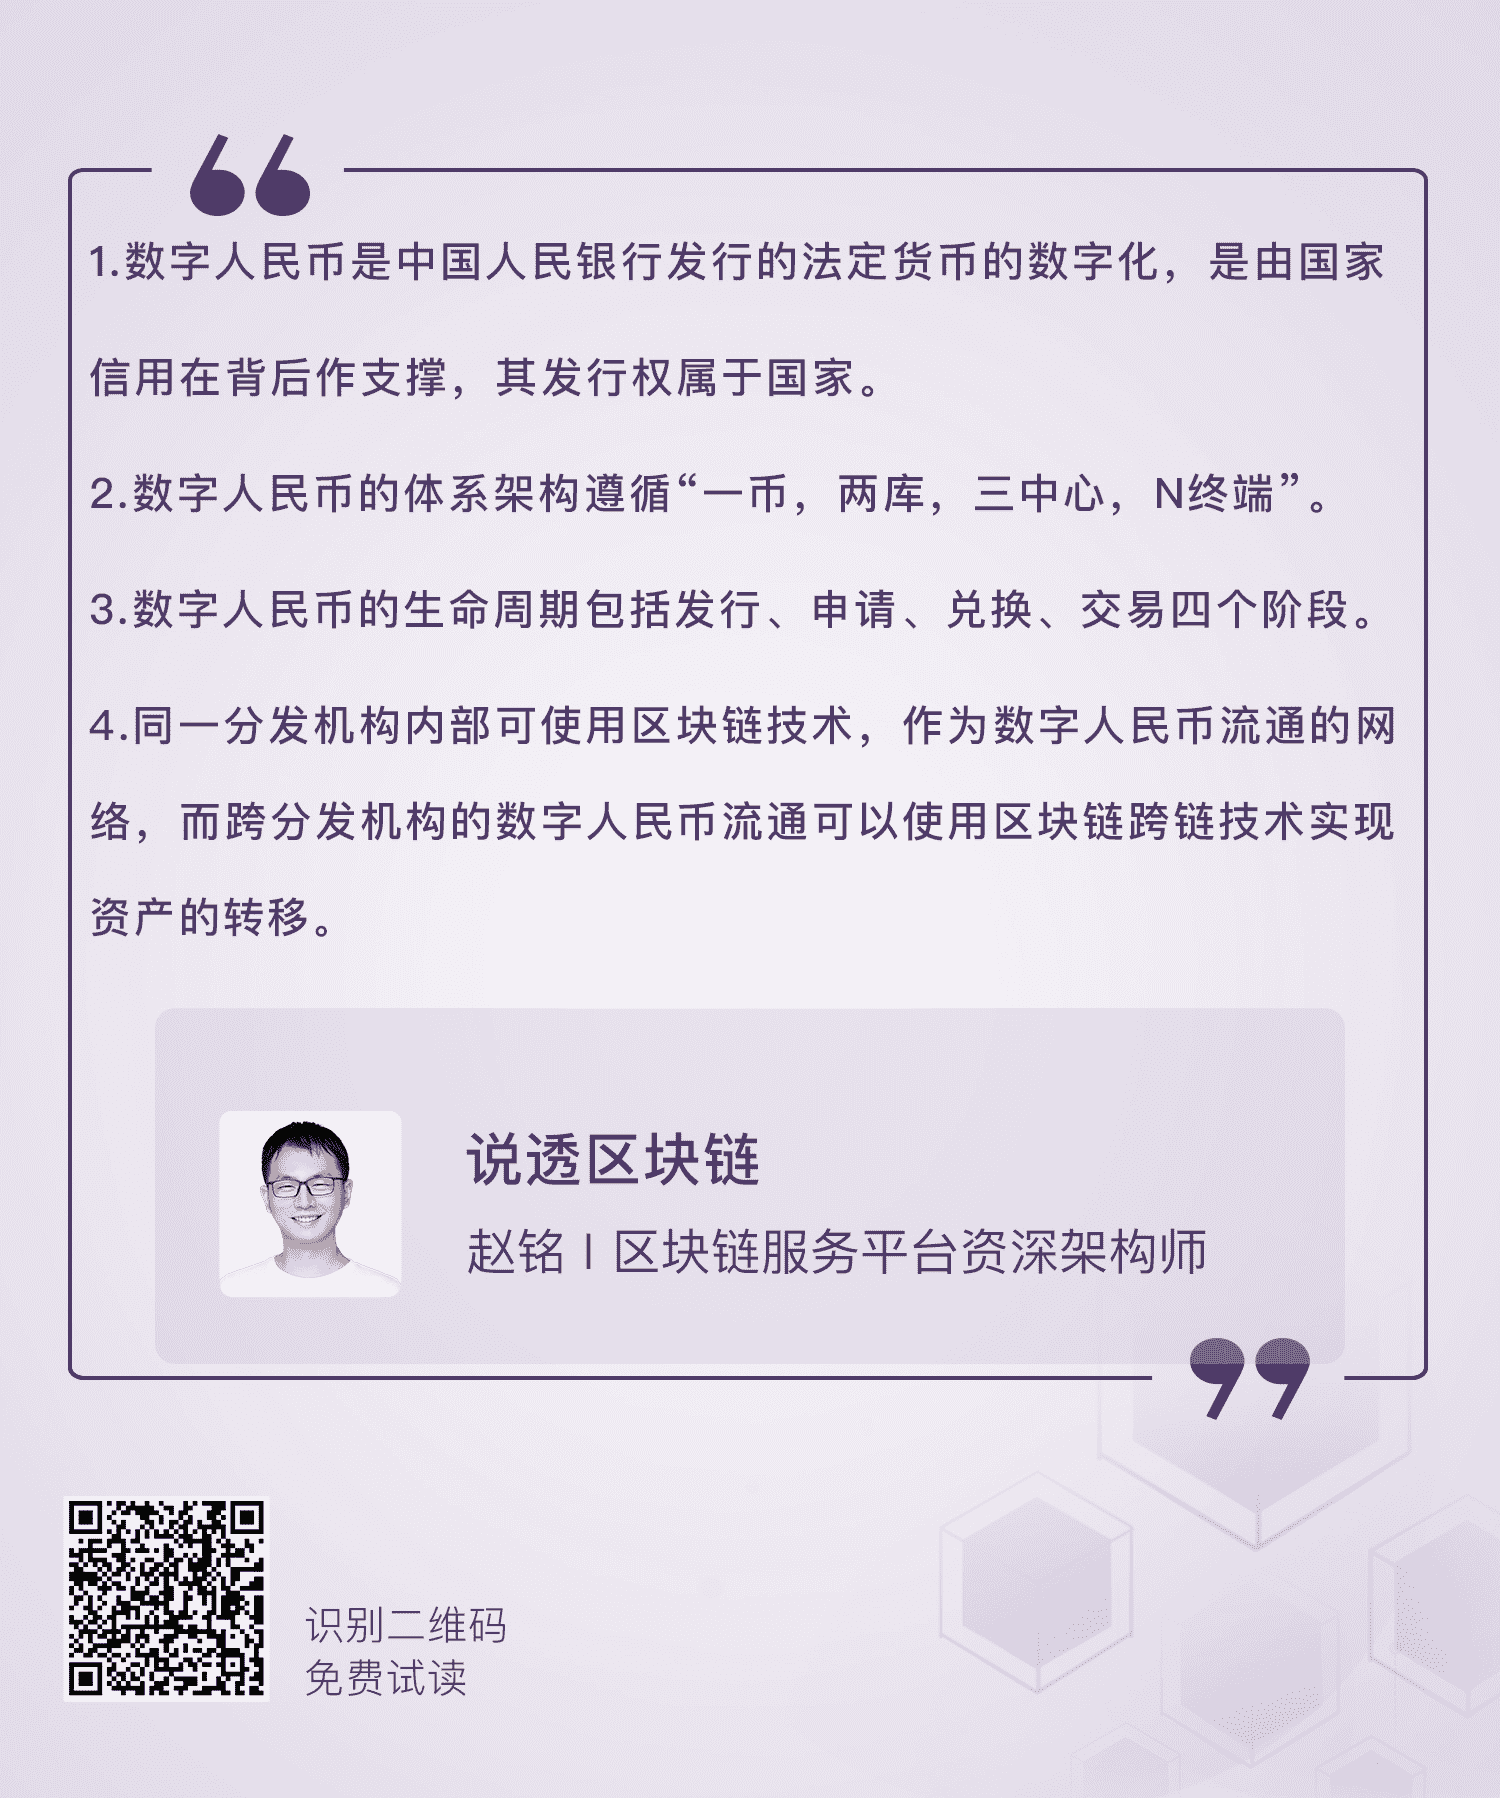 1.数字人民币是中国人民银行发行的法定货币的数字化，是由国家
信用在背后作支撑，其发行权属于国家。
2.数字人民币的体系架构遵循“一币，两库，三中心，N终端”。
3.数字人民币的生命周期包括发行、申请、兑换、交易四个阶段。
4.同一分发机构内部可使用区块链技术，作为数字人民币流通的网
络，而跨分发机构的数字人民币流通可以使用区块链跨链技术实现
资产的转移。
说透区块链
赵铭 | 区块链服务平台资深架构师
识别二维码
免费试读